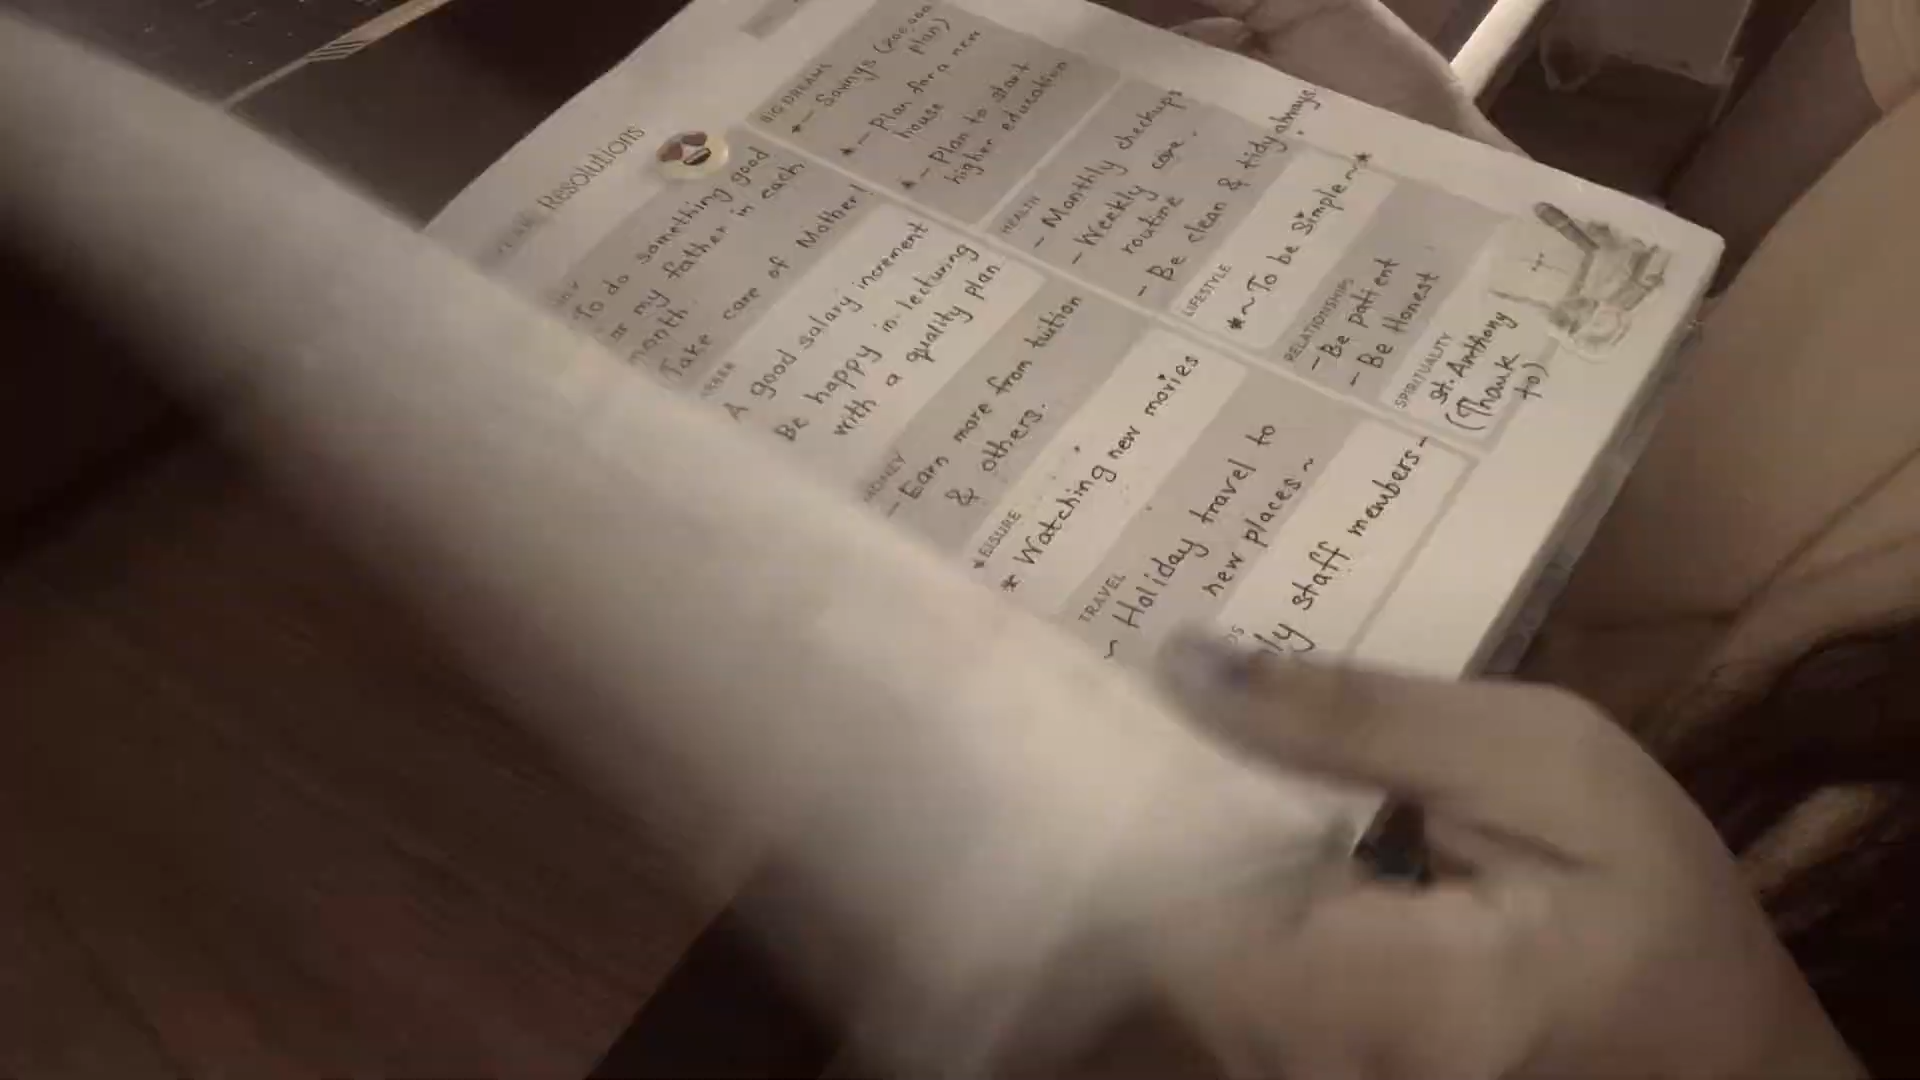 Resolutions
To do something good
my father in each
month.
Take care of Mother!
A good salary increment
Be happy in lecturing
with a quality plan
MONEY
- Earn more from tuition
& others.
LEISURE
* Watching new movies
TRAVEL
~ Holiday travel to
new places ~
staff members -
BIG DREAMS
* - Savings (200,000
plan)
* - Plan for a new
house
* - Plan to start
higher education
HEALTH
- Monthly checkups
- Weekly care.
routine
- Be clean & tidy always.
LIFESTYLE
* ~ To be simple ~ *
RELATIONSHIPS
- Be patient
- Be Honest
SPIRITUALITY
st. Anthony
(Thank
to)